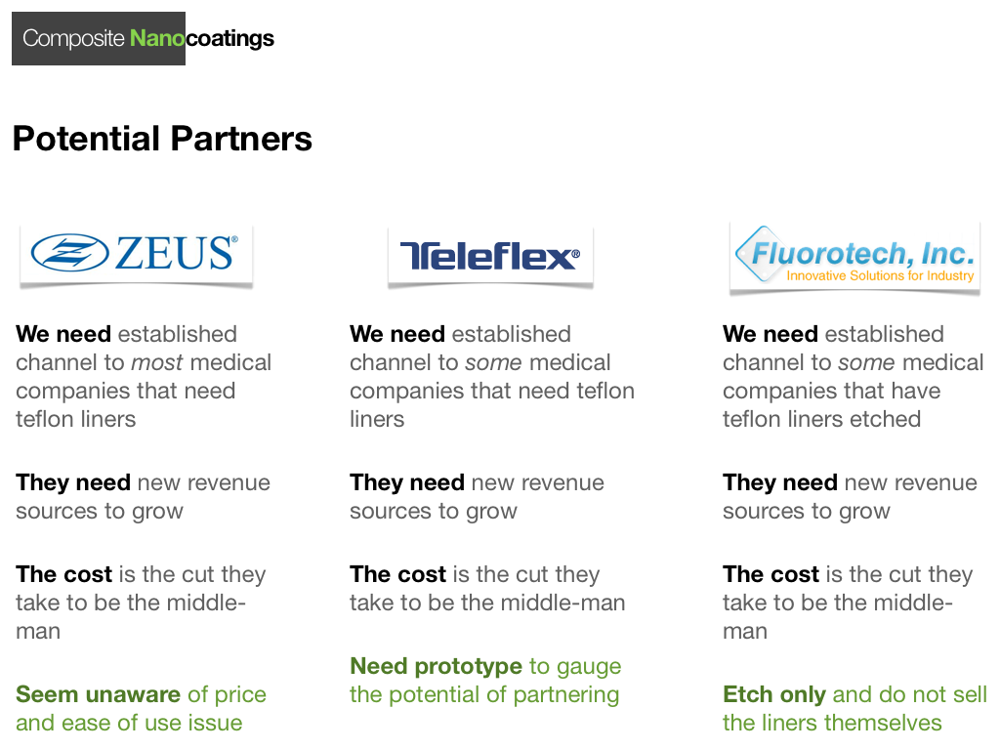 Composite Nanocoatings
Potential Partners
ZEUS®
We need established
channel to most medical
companies that need
teflon liners
They need new revenue
sources to grow
The cost is the cut they
take to be the middle-
man
Seem unaware of price
and ease of use issue
Teleflex®
We need established
channel to some medical
companies that need teflon
liners
They need new revenue
sources to grow
The cost is the cut they
take to be the middle-man
Need prototype to gauge
the potential of partnering
Fluorotech, Inc.
Innovative Solutions for Industry
We need established
channel to some medical
companies that have
teflon liners etched
They need new revenue
sources to grow
The cost is the cut they
take to be the middle-
man
Etch only and do not sell
the liners themselves